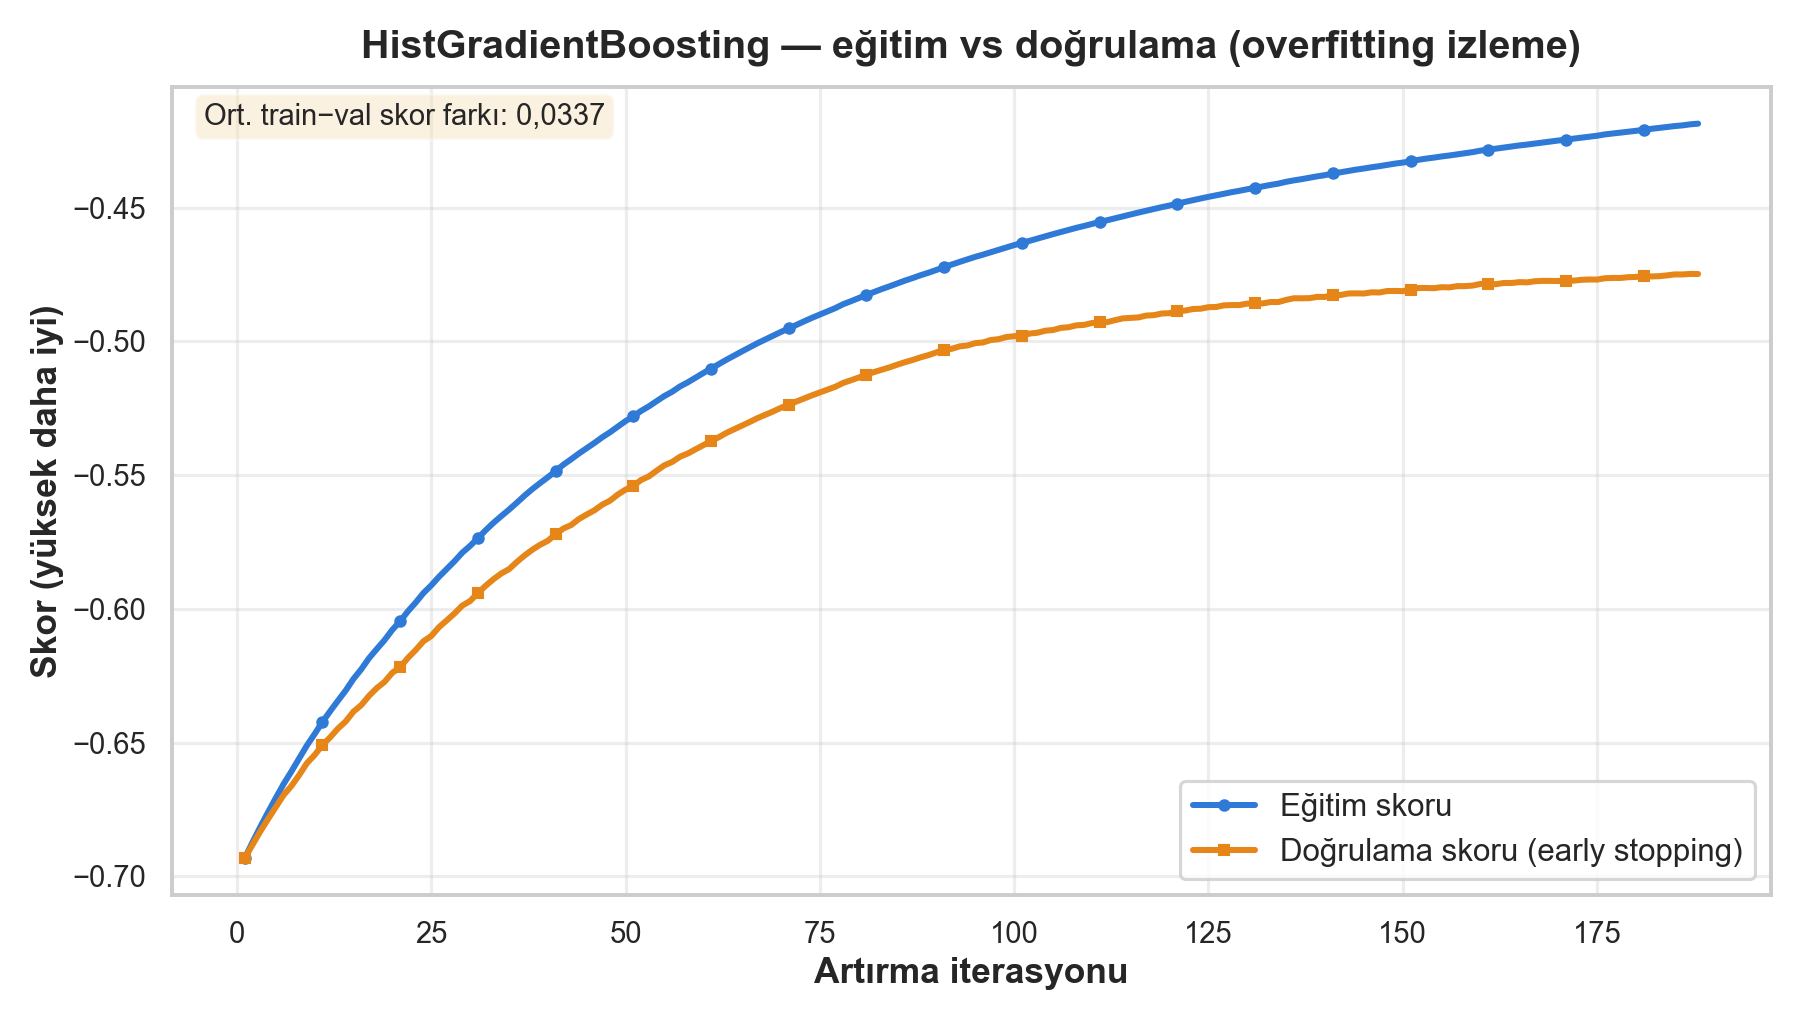 HistGradientBoosting — eğitim vs doğrulama (overfitting izleme)
Ort. train−val skor farkı: 0,0337
Skor (yüksek daha iyi)
−0.45
−0.50
−0.55
−0.60
−0.65
−0.70
Eğitim skoru
Doğrulama skoru (early stopping)
0 25 50 75 100 125 150 175
Artırma iterasyonu